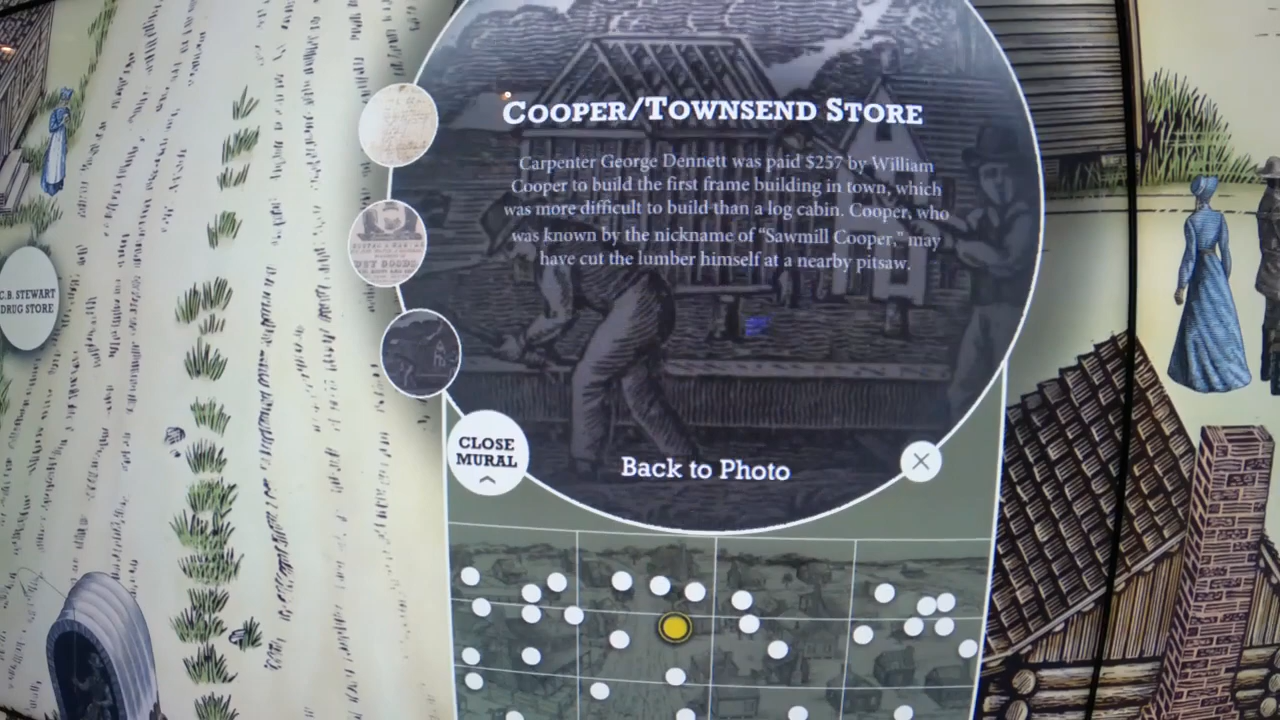 COOPER/TOWNSEND STORE
Carpenter George Dennett was paid $257 by William
Cooper to build the first frame building in town, which
was more difficult to build than a log cabin. Cooper, who
was known by the nickname of “Sawmill Cooper,” may
have cut the lumber himself at a nearby pitsaw.
DRY GOODS
C.B. STEWART
DRUG STORE
CLOSE
MURAL
Back to Photo